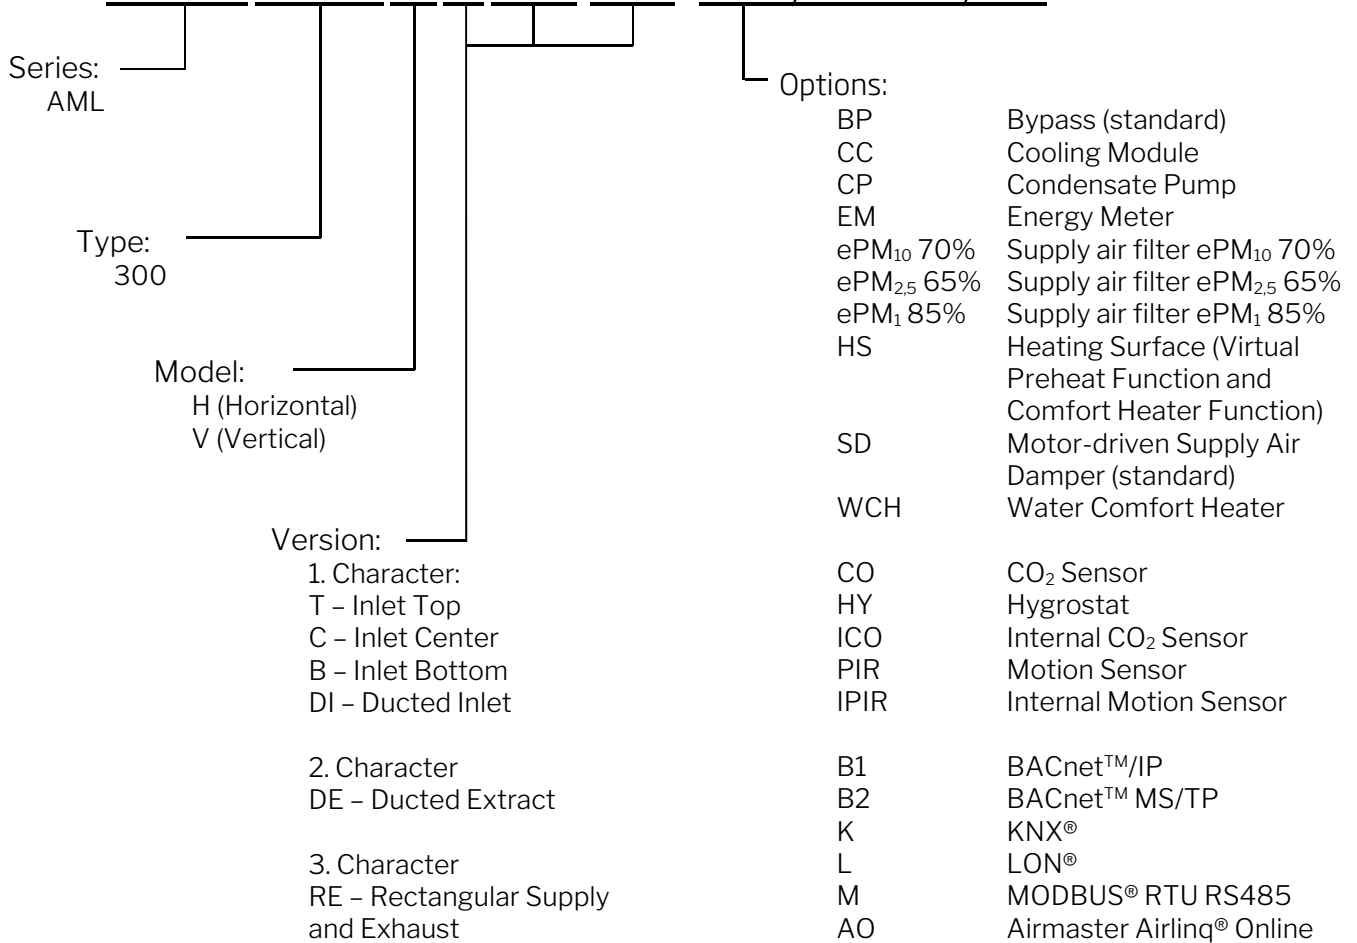 Series:
AML
Type:
300
Model:
H (Horizontal)
V (Vertical)
Version:
1. Character:
T – Inlet Top
C – Inlet Center
B – Inlet Bottom
DI – Ducted Inlet
2. Character
DE – Ducted Extract
3. Character
RE – Rectangular Supply
and Exhaust
Options:
BP Bypass (standard)
CC Cooling Module
CP Condensate Pump
EM Energy Meter
ePM₁₀ 70% Supply air filter ePM₁₀ 70%
ePM₂,₅ 65% Supply air filter ePM₂,₅ 65%
ePM₁ 85% Supply air filter ePM₁ 85%
HS Heating Surface (Virtual
Preheat Function and
Comfort Heater Function)
SD Motor-driven Supply Air
Damper (standard)
WCH Water Comfort Heater
CO CO₂ Sensor
HY Hygrostat
ICO Internal CO₂ Sensor
PIR Motion Sensor
IPIR Internal Motion Sensor
B1 BACnet™/IP
B2 BACnet™ MS/TP
K KNX®
L LON®
M MODBUS® RTU RS485
AO Airmaster Airlinq® Online